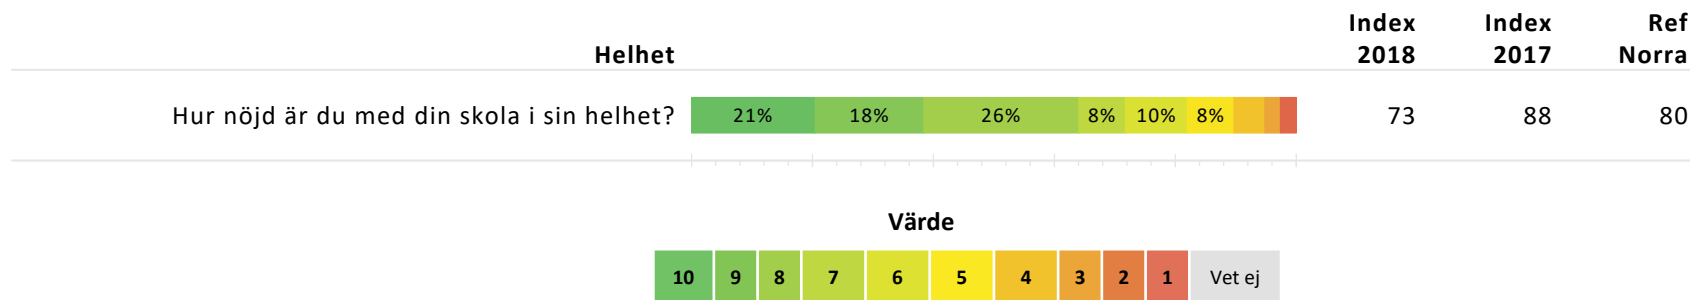 Helhet Index 2018 Index 2017 Ref Norra
Hur nöjd är du med din skola i sin helhet? 21% 18% 26% 8% 10% 8% 73 88 80
Värde
10 9 8 7 6 5 4 3 2 1 Vet ej